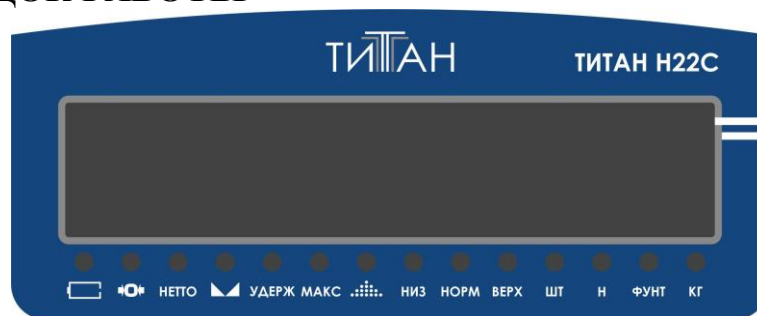 ТИТАН
ТИТАН Н22С
НЕТТО УДЕРЖ МАКС НИЗ НОРМ ВЕРХ ШТ Н ФУНТ КГ